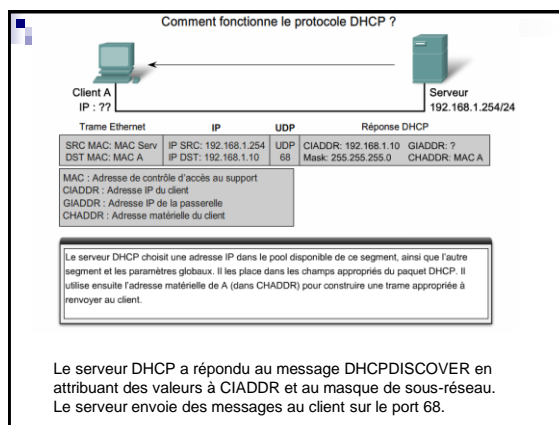 Comment fonctionne le protocole DHCP ?
Client A
IP : ??
Serveur
192.168.1.254/24
Trame Ethernet IP UDP Réponse DHCP
SRC MAC: MAC Serv IP SRC: 192.168.1.254 UDP CIADDR: 192.168.1.10 GIADDR: ?
DST MAC: MAC A IP DST: 192.168.1.10 68 Mask: 255.255.255.0 CHADDR: MAC A
MAC : Adresse de contrôle d'accès au support
CIADDR : Adresse IP du client
GIADDR : Adresse IP de la passerelle
CHADDR : Adresse matérielle du client
Le serveur DHCP choisit une adresse IP dans le pool disponible de ce segment, ainsi que l'autre
segment et les paramètres globaux. Il les place dans les champs appropriés du paquet DHCP. Il
utilise ensuite l'adresse matérielle de A (dans CHADDR) pour construire une trame appropriée à
renvoyer au client.
Le serveur DHCP a répondu au message DHCPDISCOVER en
attribuant des valeurs à CIADDR et au masque de sous-réseau.
Le serveur envoie des messages au client sur le port 68.